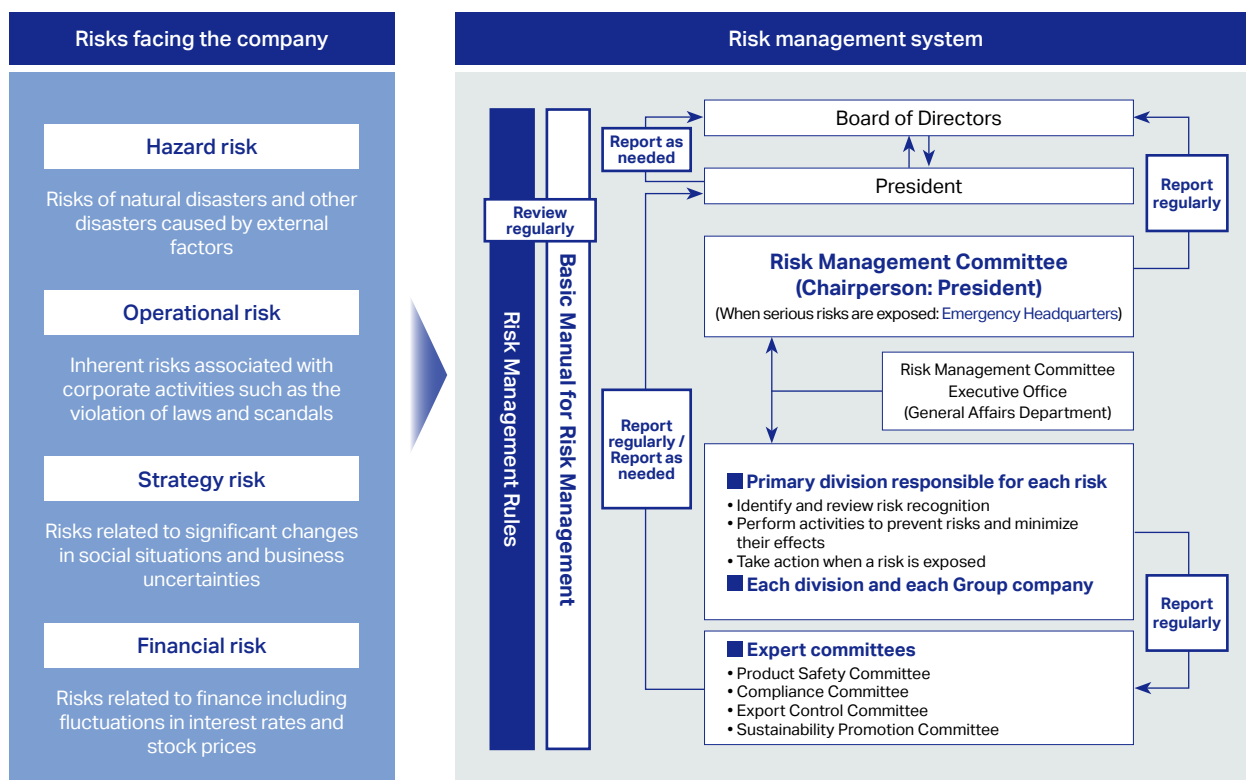 Risks facing the company
Hazard risk
Risks of natural disasters and other
disasters caused by external
factors
Operational risk
Inherent risks associated with
corporate activities such as the
violation of laws and scandals
Strategy risk
Risks related to significant changes
in social situations and business
uncertainties
Financial risk
Risks related to finance including
fluctuations in interest rates and
stock prices
Risk management system
Risk Management Rules
Basic Manual for Risk Management
Review
regularly
Report as
needed
Board of Directors
President
Report
regularly
Risk Management Committee
(Chairperson: President)
(When serious risks are exposed: Emergency Headquarters)
Risk Management Committee
Executive Office
(General Affairs Department)
Report
regularly /
Report as
needed
■ Primary division responsible for each risk
• Identify and review risk recognition
• Perform activities to prevent risks and minimize
their effects
• Take action when a risk is exposed
■ Each division and each Group company
Report
regularly
■ Expert committees
• Product Safety Committee
• Compliance Committee
• Export Control Committee
• Sustainability Promotion Committee